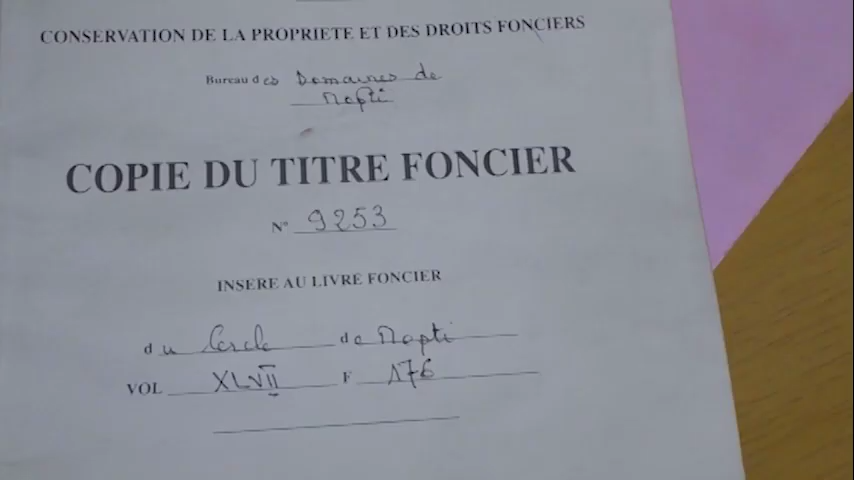 CONSERVATION DE LA PROPRIETE ET DES DROITS FONCIERS
Bureau des Domaines de
Mopti
COPIE DU TITRE FONCIER
N° 9253
INSERE AU LIVRE FONCIER
du Cercle de Mopti
VOL XLVII F 176